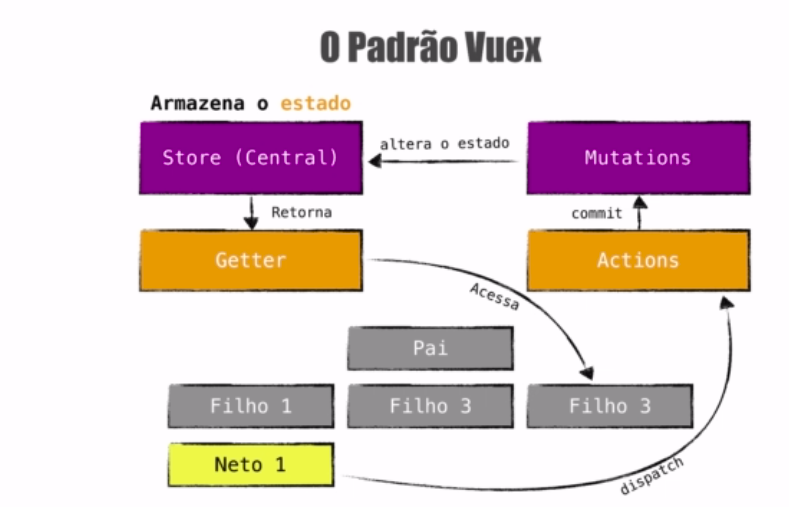 O Padrão Vuex
Armazena o estado
Store (Central)
altera o estado
Mutations
Retorna
commit
Getter
Actions
Acessa
Pai
Filho 1
Filho 3
Filho 3
Neto 1
dispatch